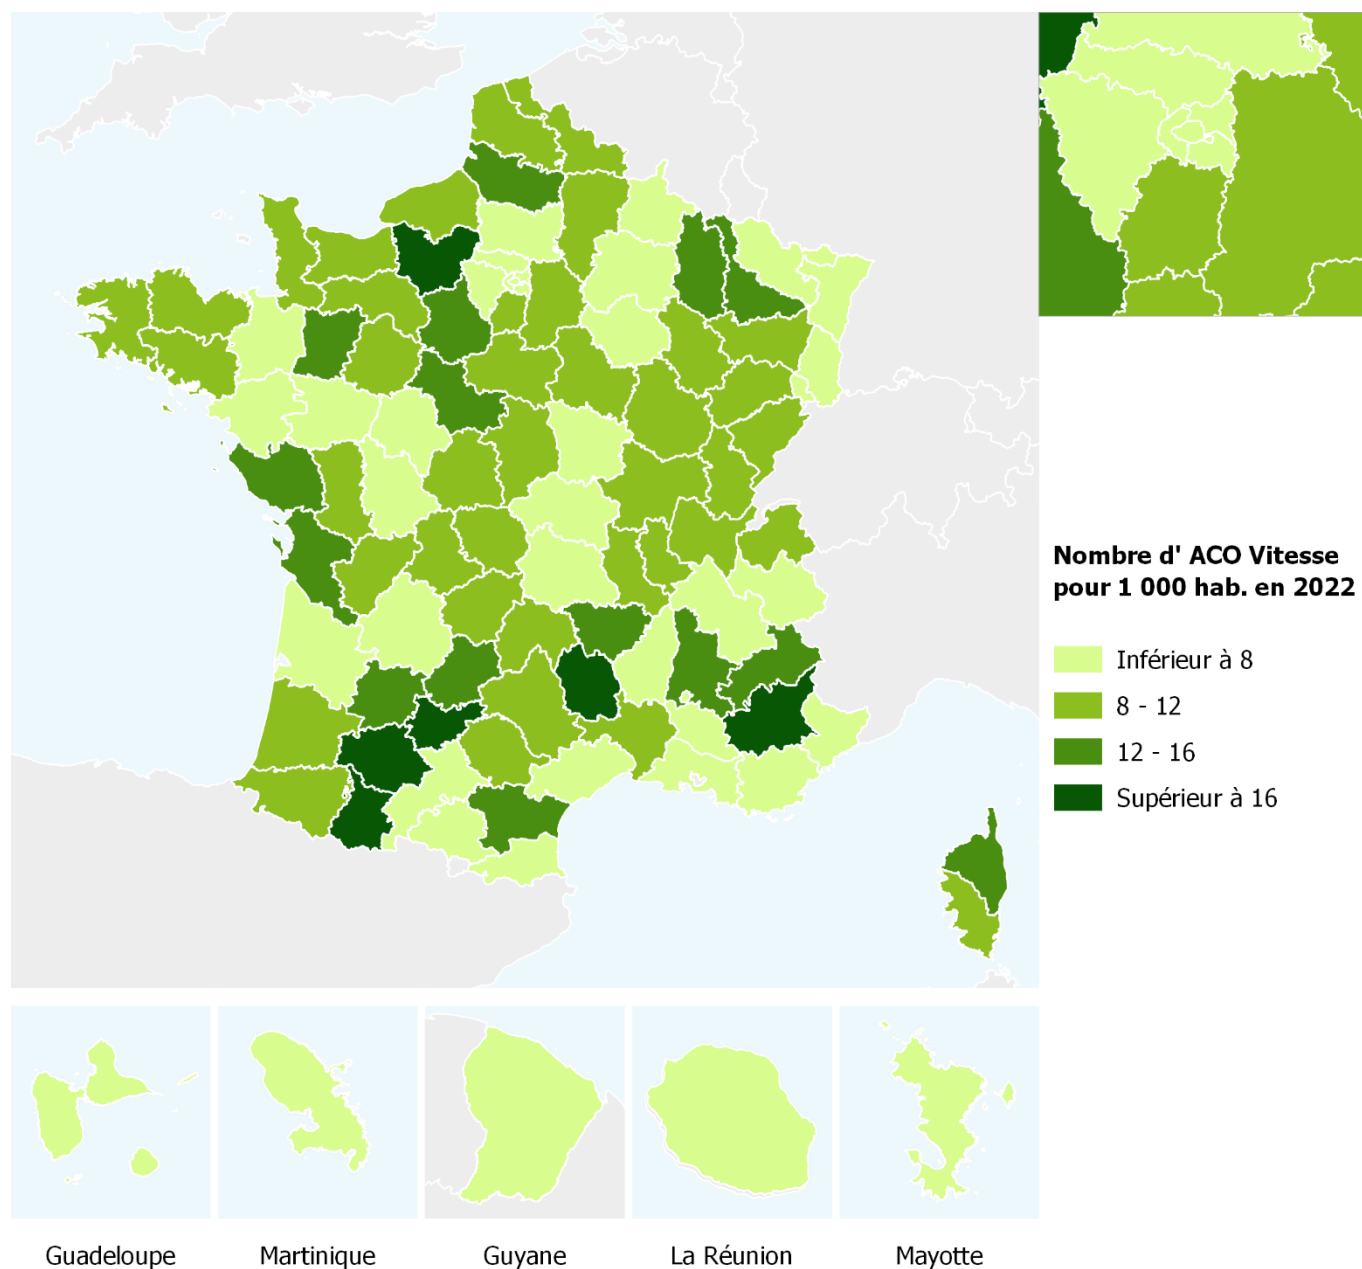 Nombre d' ACO Vitesse
pour 1 000 hab. en 2022
Inférieur à 8
8 - 12
12 - 16
Supérieur à 16
Guadeloupe
Martinique
Guyane
La Réunion
Mayotte